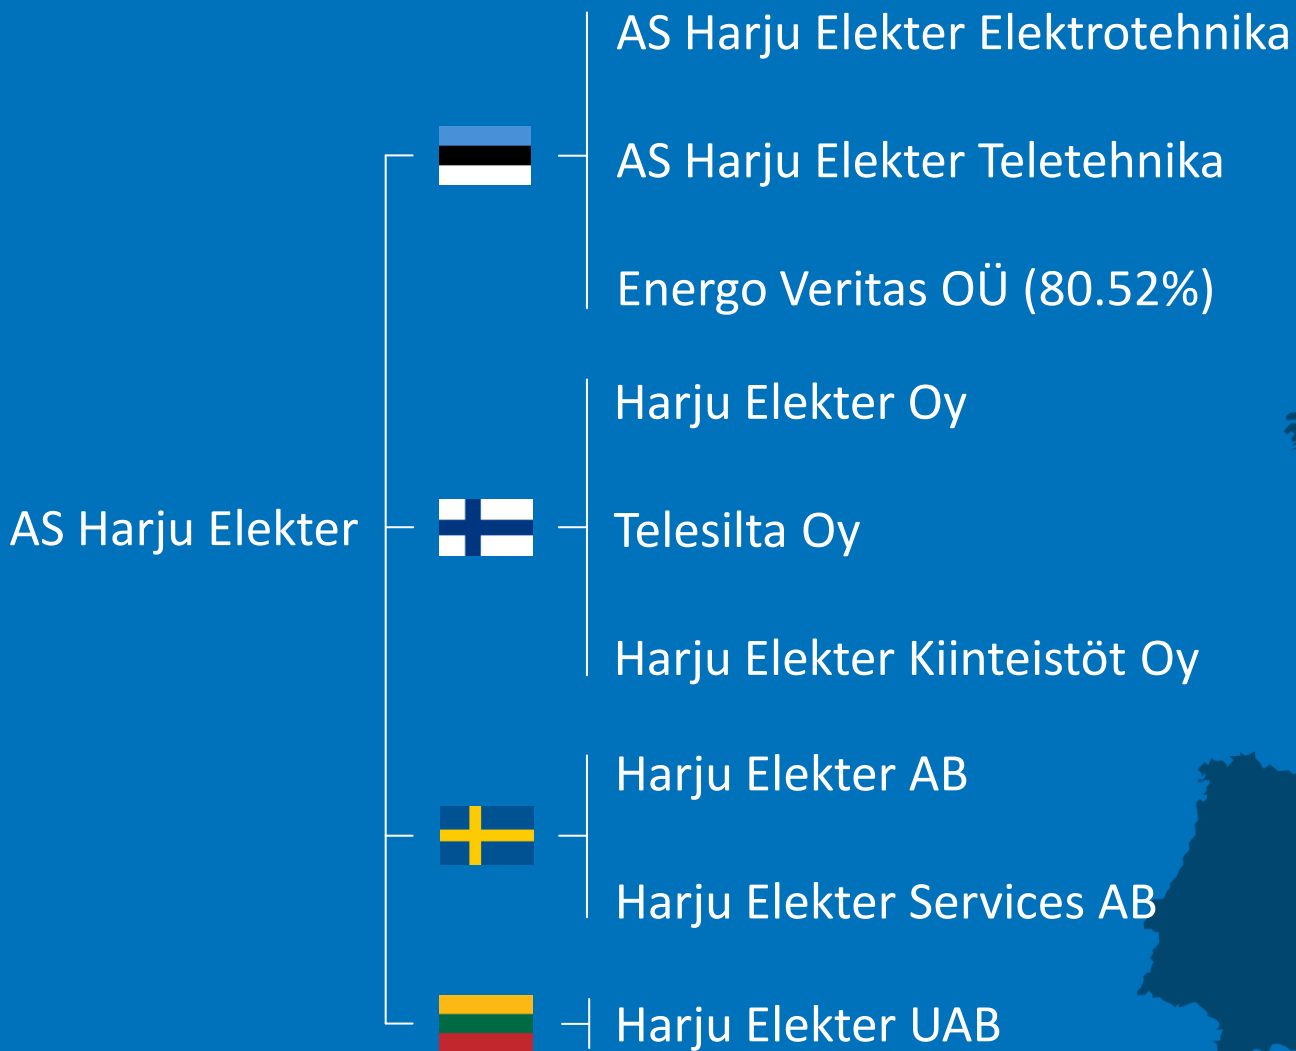 AS Harju Elekter
AS Harju Elekter Elektrotehnika
AS Harju Elekter Teletehnika
Energo Veritas OÜ (80.52%)
Harju Elekter Oy
Telesilta Oy
Harju Elekter Kiinteistöt Oy
Harju Elekter AB
Harju Elekter Services AB
Harju Elekter UAB